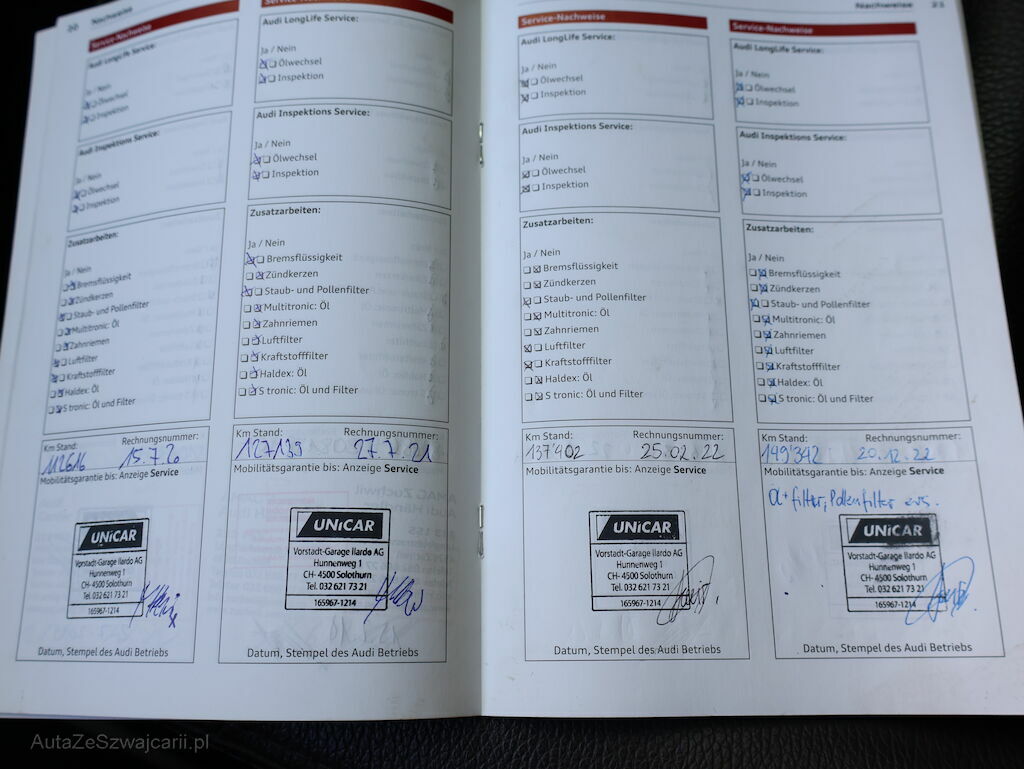 Nachweise
Service-Nachweise
Audi LongLife Service:
Ja / Nein
Ölwechsel
Inspektion
Audi Inspektions Service:
Ja / Nein
Ölwechsel
Inspektion
Zusatzarbeiten:
Ja / Nein
Bremsflüssigkeit
Zündkerzen
Staub- und Pollenfilter
Multitronic: Öl
Zahnriemen
Luftfilter
Kraftstofffilter
Haldex: Öl
S tronic: Öl und Filter
Km Stand: Rechnungsnummer:
112616 15.7.20
Mobilitätsgarantie bis: Anzeige Service
UNiCAR
Vorstadt-Garage Ilardo AG
Hunnenweg 1
CH- 4500 Solothurn
Tel. 032 621 73 21
165967-1214
Datum, Stempel des Audi Betriebs
Audi LongLife Service:
Ja / Nein
Ölwechsel
Inspektion
Audi Inspektions Service:
Ja / Nein
Ölwechsel
Inspektion
Zusatzarbeiten:
Ja / Nein
Bremsflüssigkeit
Zündkerzen
Staub- und Pollenfilter
Multitronic: Öl
Zahnriemen
Luftfilter
Kraftstofffilter
Haldex: Öl
S tronic: Öl und Filter
Km Stand: Rechnungsnummer:
127139 27.7.21
Mobilitätsgarantie bis: Anzeige Service
UNiCAR
Vorstadt-Garage Ilardo AG
Hunnenweg 1
CH- 4500 Solothurn
Tel. 032 621 73 21
165967-1214
Datum, Stempel des Audi Betriebs
Service-Nachweise
Audi LongLife Service:
Ja / Nein
Ölwechsel
Inspektion
Audi Inspektions Service:
Ja / Nein
Ölwechsel
Inspektion
Zusatzarbeiten:
Ja / Nein
Bremsflüssigkeit
Zündkerzen
Staub- und Pollenfilter
Multitronic: Öl
Zahnriemen
Luftfilter
Kraftstofffilter
Haldex: Öl
S tronic: Öl und Filter
Km Stand: Rechnungsnummer:
137'402 25.02.22
Mobilitätsgarantie bis: Anzeige Service
UNiCAR
Vorstadt-Garage Ilardo AG
Hunnenweg 1
CH- 4500 Solothurn
Tel. 032 621 73 21
165967-1214
Datum, Stempel des Audi Betriebs
Nachweise
Service-Nachweise
Audi LongLife Service:
Ja / Nein
Ölwechsel
Inspektion
Audi Inspektions Service:
Ja / Nein
Ölwechsel
Inspektion
Zusatzarbeiten:
Ja / Nein
Bremsflüssigkeit
Zündkerzen
Staub- und Pollenfilter
Multitronic: Öl
Zahnriemen
Luftfilter
Kraftstofffilter
Haldex: Öl
S tronic: Öl und Filter
Km Stand: Rechnungsnummer:
149'342 20.12.22
Mobilitätsgarantie bis: Anzeige Service
Öl+filter, Pollenfilter ers.
UNiCAR
Vorstadt-Garage Ilardo AG
Hunnenweg 1
CH- 4500 Solothurn
Tel. 032 621 73 21
165967-1214
Datum, Stempel des Audi Betriebs
AutaZeSzwajcarii.pl